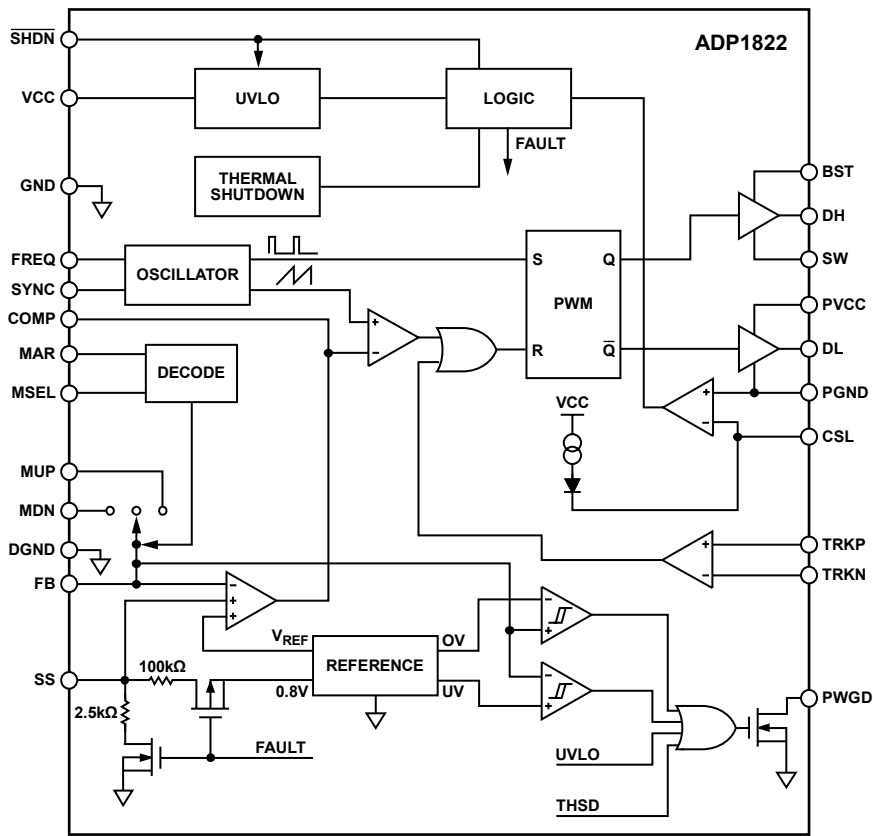 ADP1822
SHDN
VCC
GND
FREQ
SYNC
COMP
MAR
MSEL
MUP
MDN
DGND
FB
SS
UVLO
LOGIC
FAULT
THERMAL
SHUTDOWN
OSCILLATOR
DECODE
+
−
S
Q
PWM
R
Q
BST
DH
SW
PVCC
DL
PGND
CSL
+
−
VCC
TRKP
TRKN
+
−
−
+
+
VREF
0.8V
REFERENCE
OV
UV
−
+
−
+
100kΩ
2.5kΩ
FAULT
UVLO
THSD
PWGD